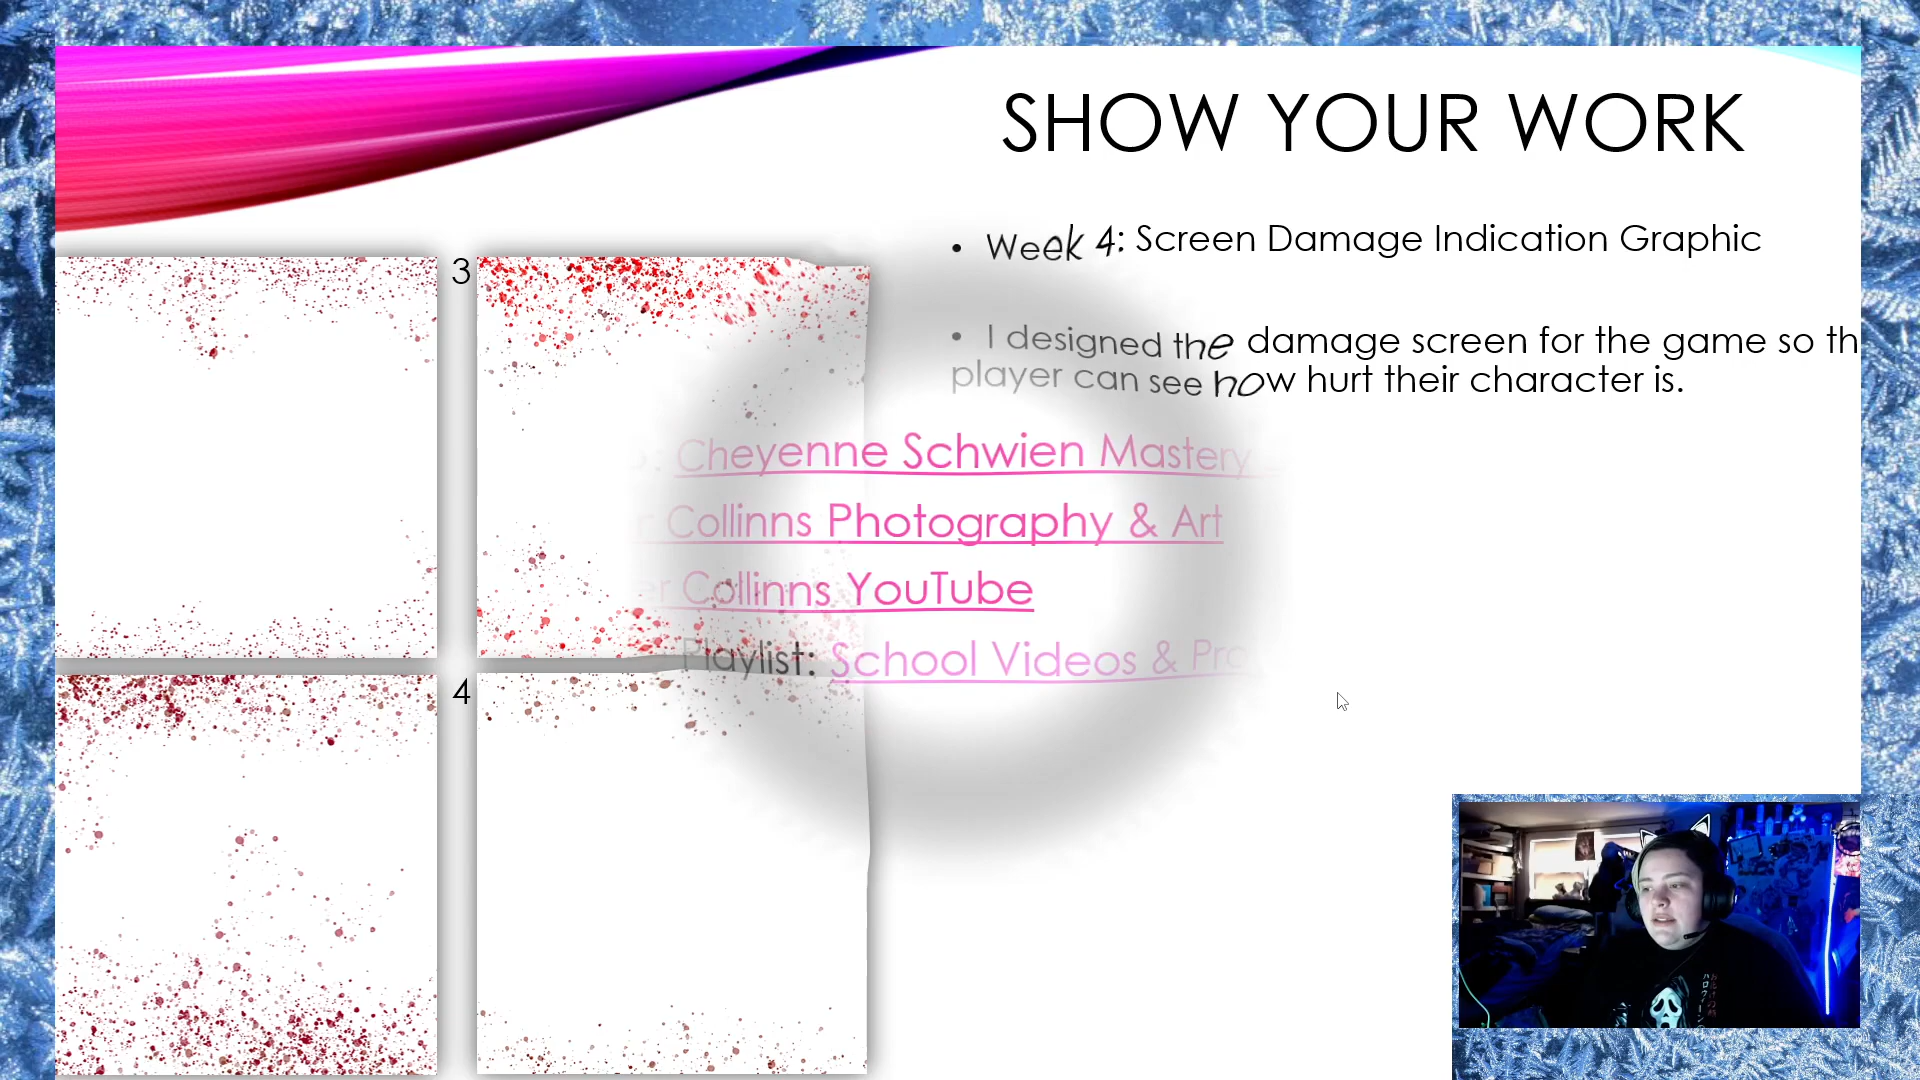 SHOW YOUR WORK
• Week 4: Screen Damage Indication Graphic
3
• I designed the damage screen for the game so th
player can see how hurt their character is.
Cheyenne Schwien Mastery
Collinns Photography & Art
Collinns YouTube
Playlist: School Videos & Pro
4